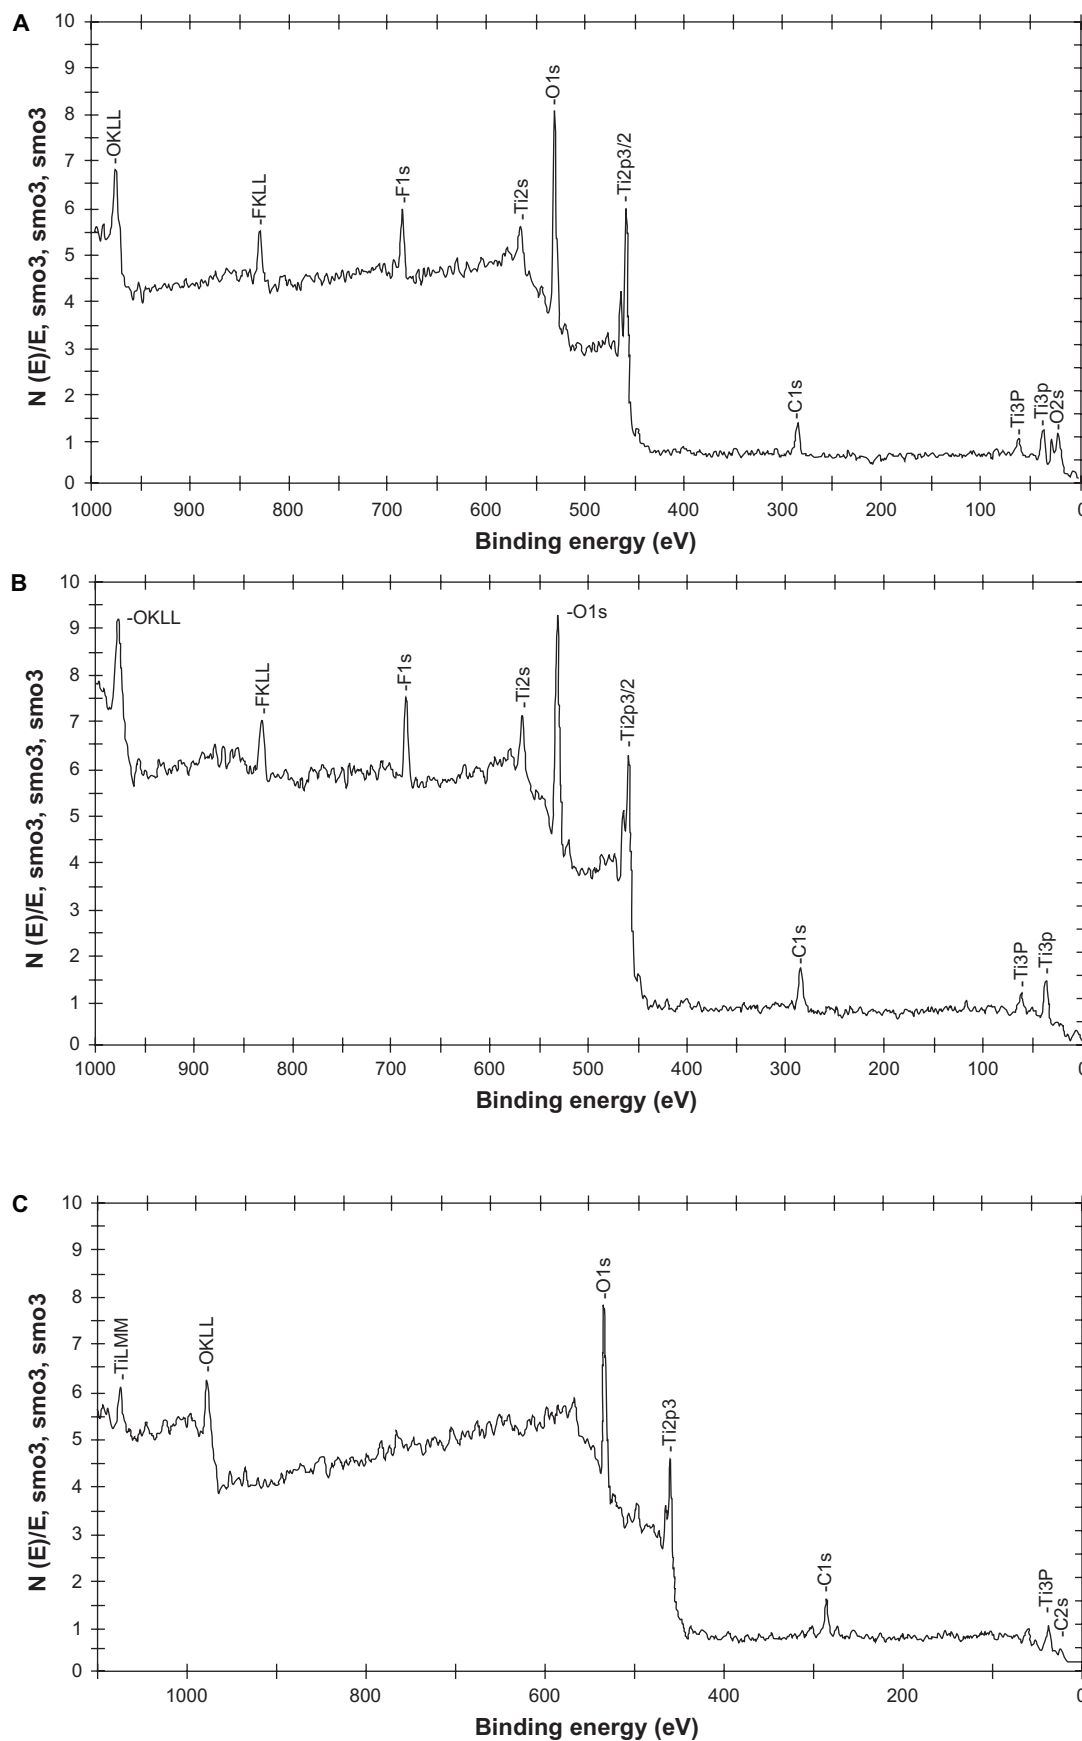 A
N (E)/E, smo3, smo3, smo3
10
9
8
7
6
5
4
3
2
1
0
-OKLL
-FKLL
-F1s
-Ti2s
-O1s
-Ti2p3/2
-C1s
-Ti3P
-Ti3p
-O2s
1000 900 800 700 600 500 400 300 200 100 0
Binding energy (eV)
B
N (E)/E, smo3, smo3, smo3
10
9
8
7
6
5
4
3
2
1
0
-OKLL
-FKLL
-F1s
-Ti2s
-O1s
-Ti2p3/2
-C1s
-Ti3P
-Ti3p
1000 900 800 700 600 500 400 300 200 100 0
Binding energy (eV)
C
N (E)/E, smo3, smo3, smo3
10
9
8
7
6
5
4
3
2
1
0
-TiLMM
-OKLL
-O1s
-Ti2p3
-C1s
-Ti3P
-C2s
1000 600 400 200 0
Binding energy (eV)